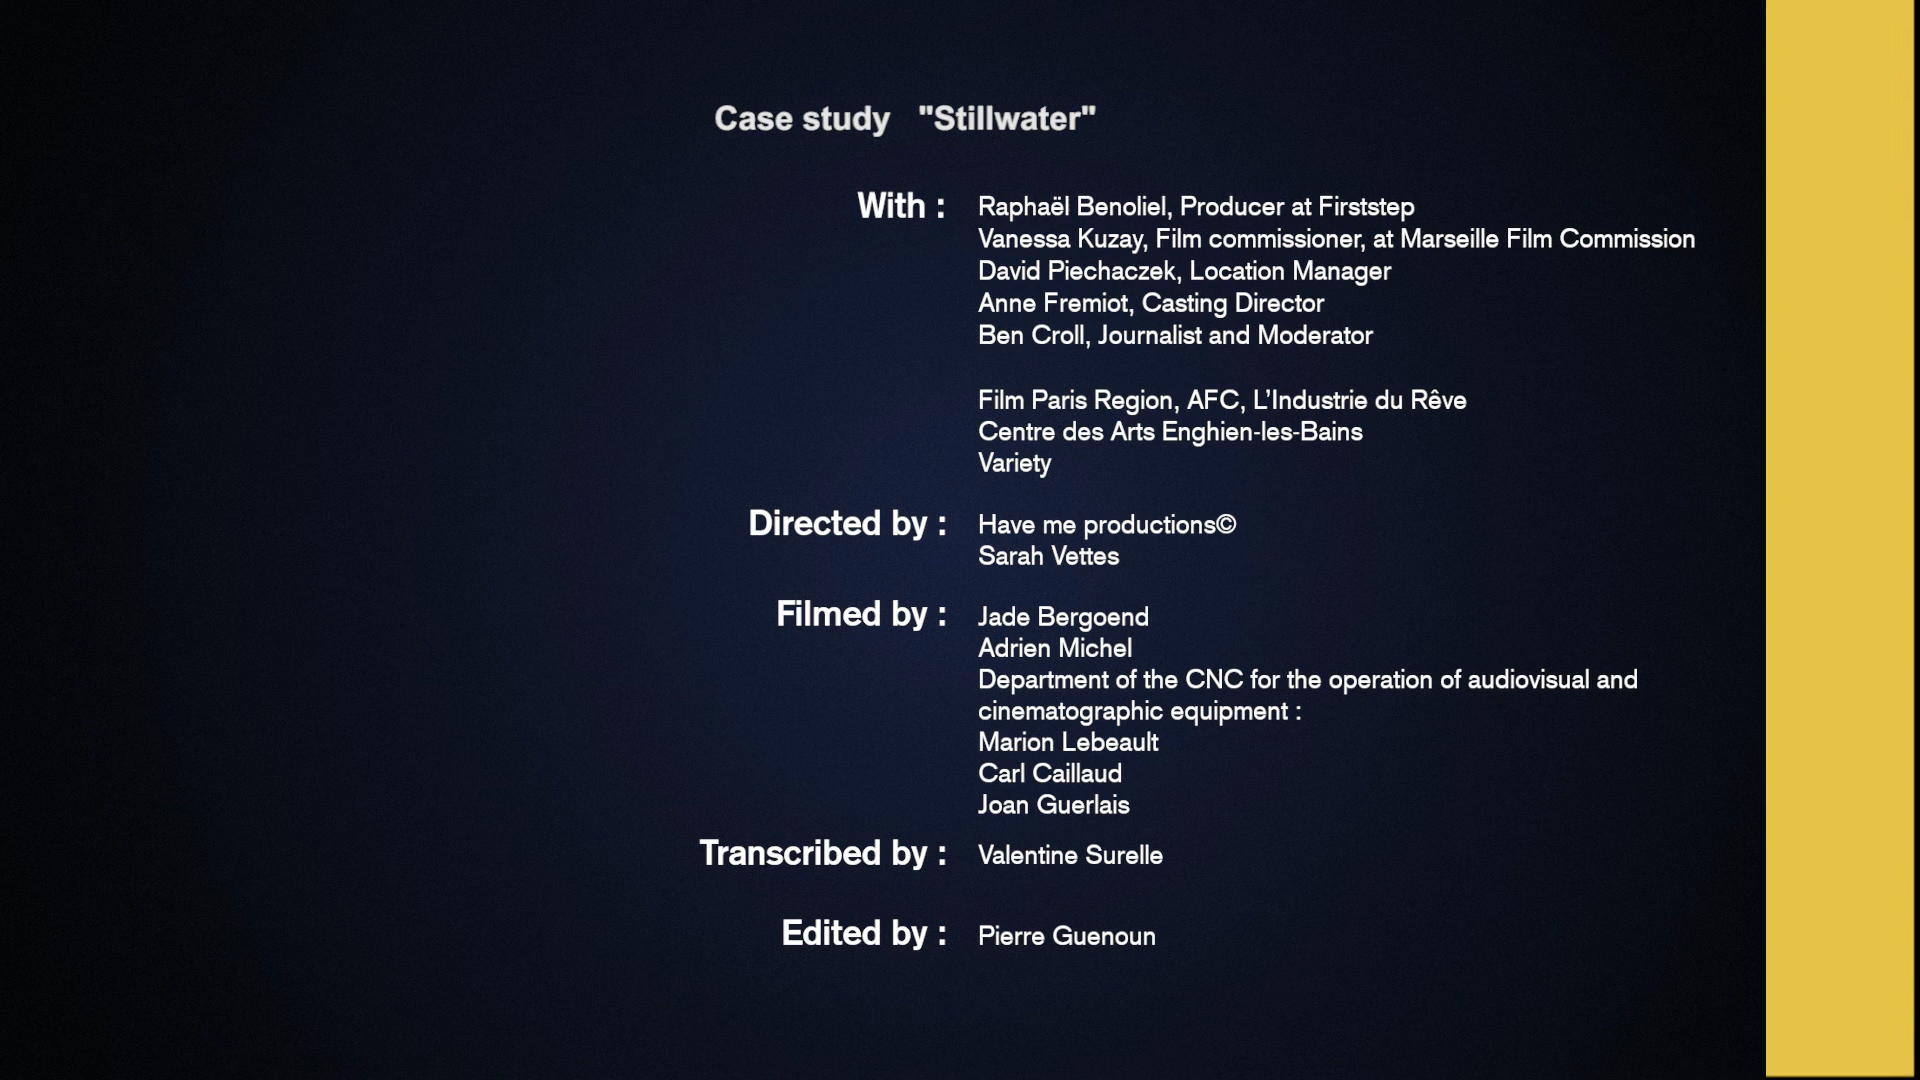 Case study "Stillwater"
With : Raphaël Benoliel, Producer at Firststep
Vanessa Kuzay, Film commissioner, at Marseille Film Commission
David Piechaczek, Location Manager
Anne Fremiot, Casting Director
Ben Croll, Journalist and Moderator
Film Paris Region, AFC, L’Industrie du Rêve
Centre des Arts Enghien-les-Bains
Variety
Directed by : Have me productions©
Sarah Vettes
Filmed by : Jade Bergoend
Adrien Michel
Department of the CNC for the operation of audiovisual and
cinematographic equipment :
Marion Lebeault
Carl Caillaud
Joan Guerlais
Transcribed by : Valentine Surelle
Edited by : Pierre Guenoun